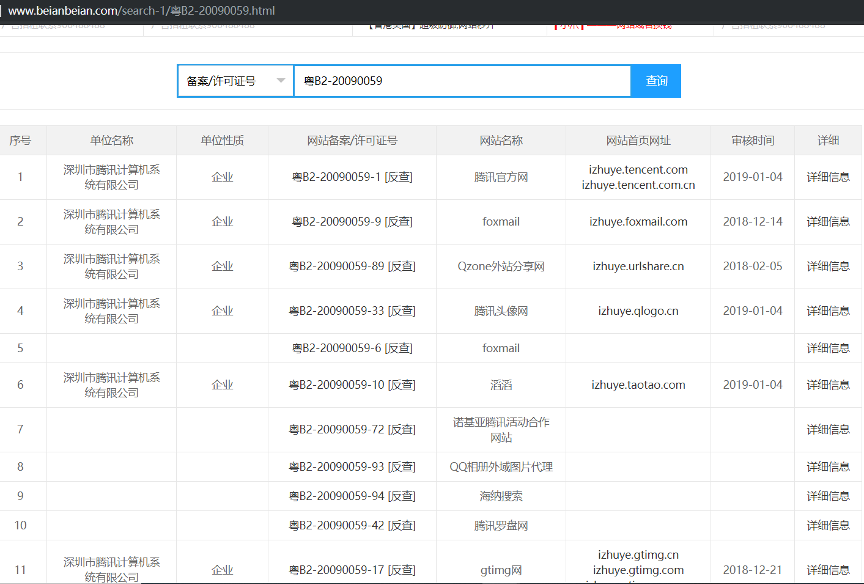 www.beianbeian.com/search-1/粤B2-20090059.html
备案/许可证号 粤B2-20090059 查询
序号 单位名称 单位性质 网站备案/许可证号 网站名称 网站首页网址 审核时间 详细
1 深圳市腾讯计算机系 企业 粤B2-20090059-1 [反查] 腾讯官方网 izhuye.tencent.com 2019-01-04 详细信息
统有限公司 izhuye.tencent.com.cn
2 深圳市腾讯计算机系 企业 粤B2-20090059-9 [反查] foxmail izhuye.foxmail.com 2018-12-14 详细信息
统有限公司
3 深圳市腾讯计算机系 企业 粤B2-20090059-89 [反查] Qzone外站分享网 izhuye.urlshare.cn 2018-02-05 详细信息
统有限公司
4 深圳市腾讯计算机系 企业 粤B2-20090059-33 [反查] 腾讯头像网 izhuye.qlogo.cn 2019-01-04 详细信息
统有限公司
5 粤B2-20090059-6 [反查] foxmail 详细信息
6 深圳市腾讯计算机系 企业 粤B2-20090059-10 [反查] 滔滔 izhuye.taotao.com 2019-01-04 详细信息
统有限公司
7 粤B2-20090059-72 [反查] 诺基亚腾讯活动合作 详细信息
网站
8 粤B2-20090059-93 [反查] QQ相册外域图片代理 详细信息
9 粤B2-20090059-94 [反查] 海纳搜索 详细信息
10 粤B2-20090059-42 [反查] 腾讯罗盘网 详细信息
11 深圳市腾讯计算机系 企业 粤B2-20090059-17 [反查] gtimg网 izhuye.gtimg.cn 2018-12-21 详细信息
统有限公司 izhuye.gtimg.com